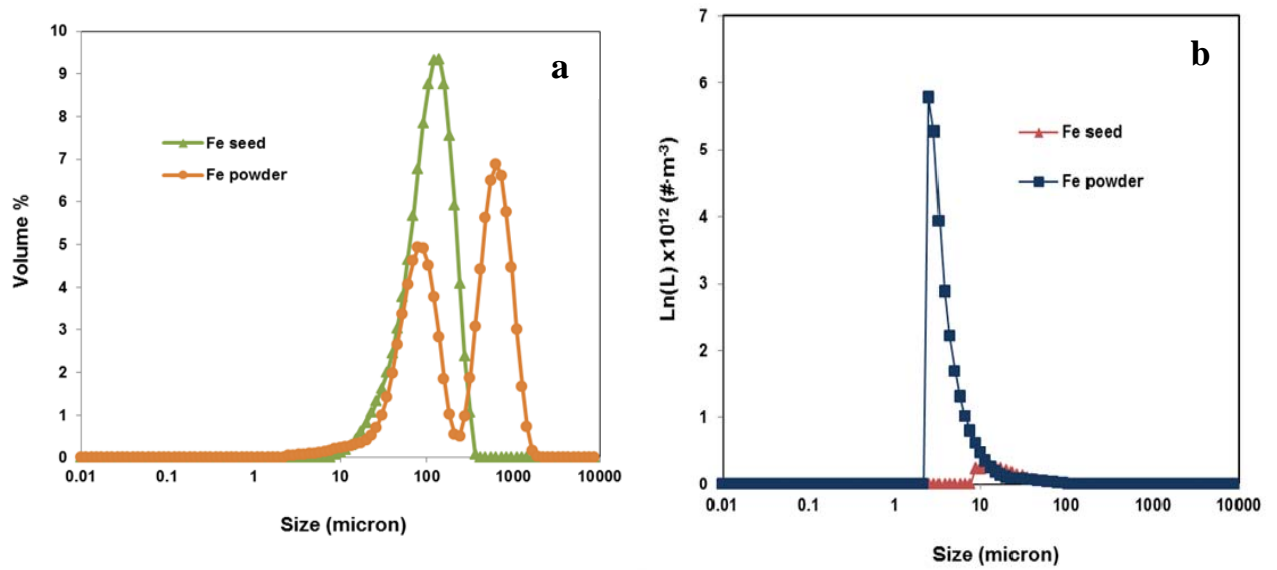 a
10
9
8
7
6
5
4
3
2
1
0
Volume %
Fe seed
Fe powder
0.01 0.1 1 10 100 1000 10000
Size (micron)
b
7
6
5
4
3
2
1
0
Ln(L) x10¹² (#·m⁻³)
Fe seed
Fe powder
0.01 0.1 1 10 100 1000 10000
Size (micron)